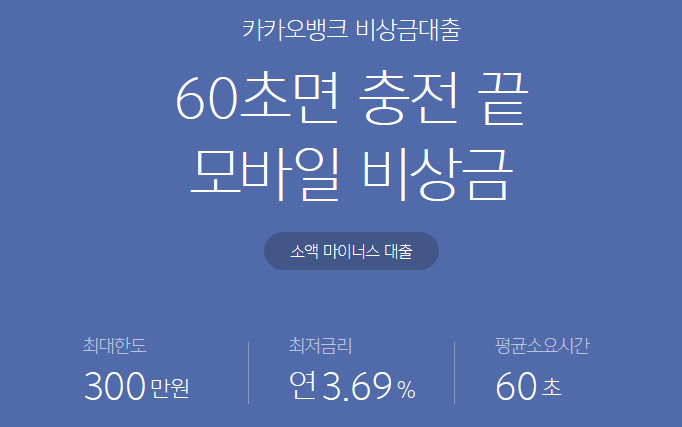 카카오뱅크 비상금대출
60초면 충전 끝
모바일 비상금
소액 마이너스 대출
최대한도
300 만원
최저금리
연 3.69 %
평균소요시간
60 초